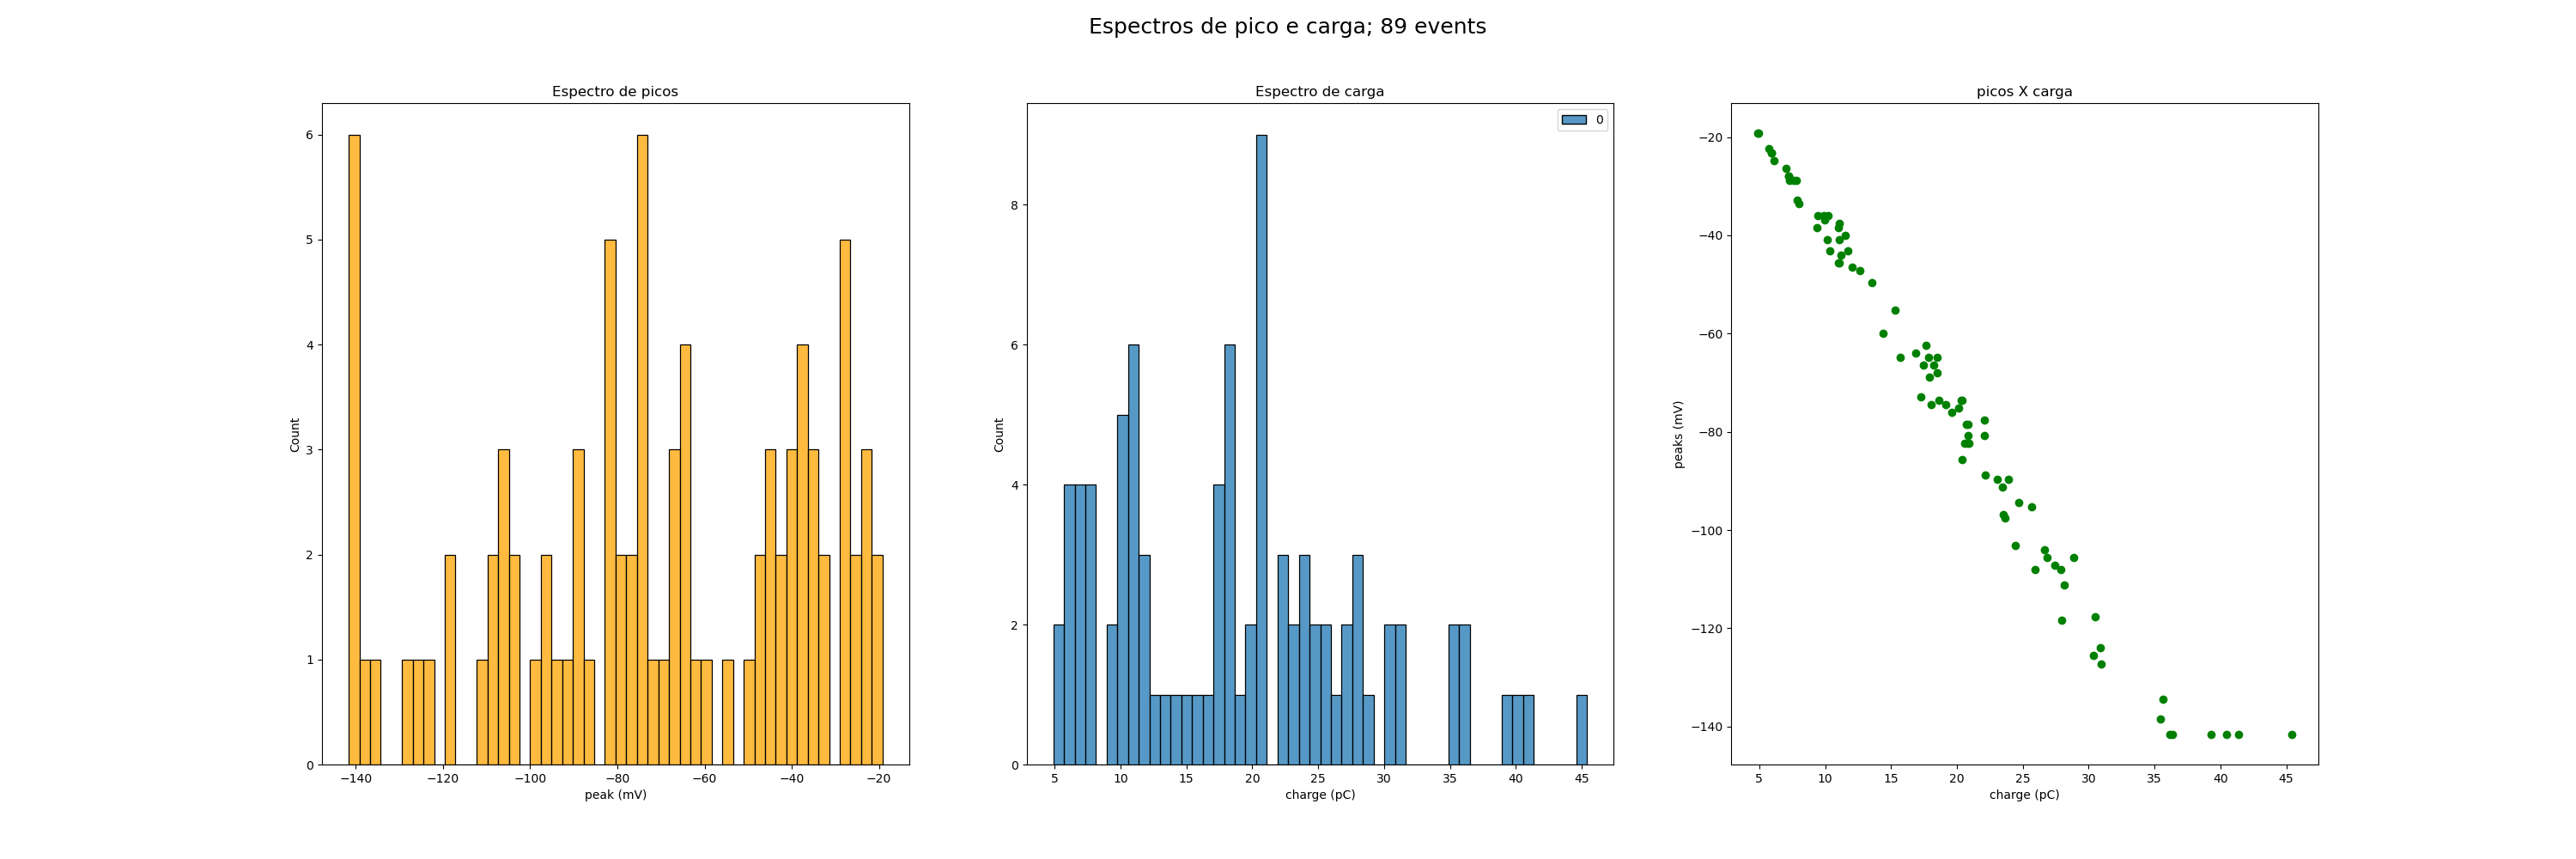 Espectros de pico e carga; 89 events
Espectro de picos
6
5
4
3
2
1
0
Count
−140 −120 −100 −80 −60 −40 −20
peak (mV)
Espectro de carga
0
8
6
4
2
0
Count
5 10 15 20 25 30 35 40 45
charge (pC)
picos X carga
−20
−40
−60
−80
−100
−120
−140
peaks (mV)
5 10 15 20 25 30 35 40 45
charge (pC)